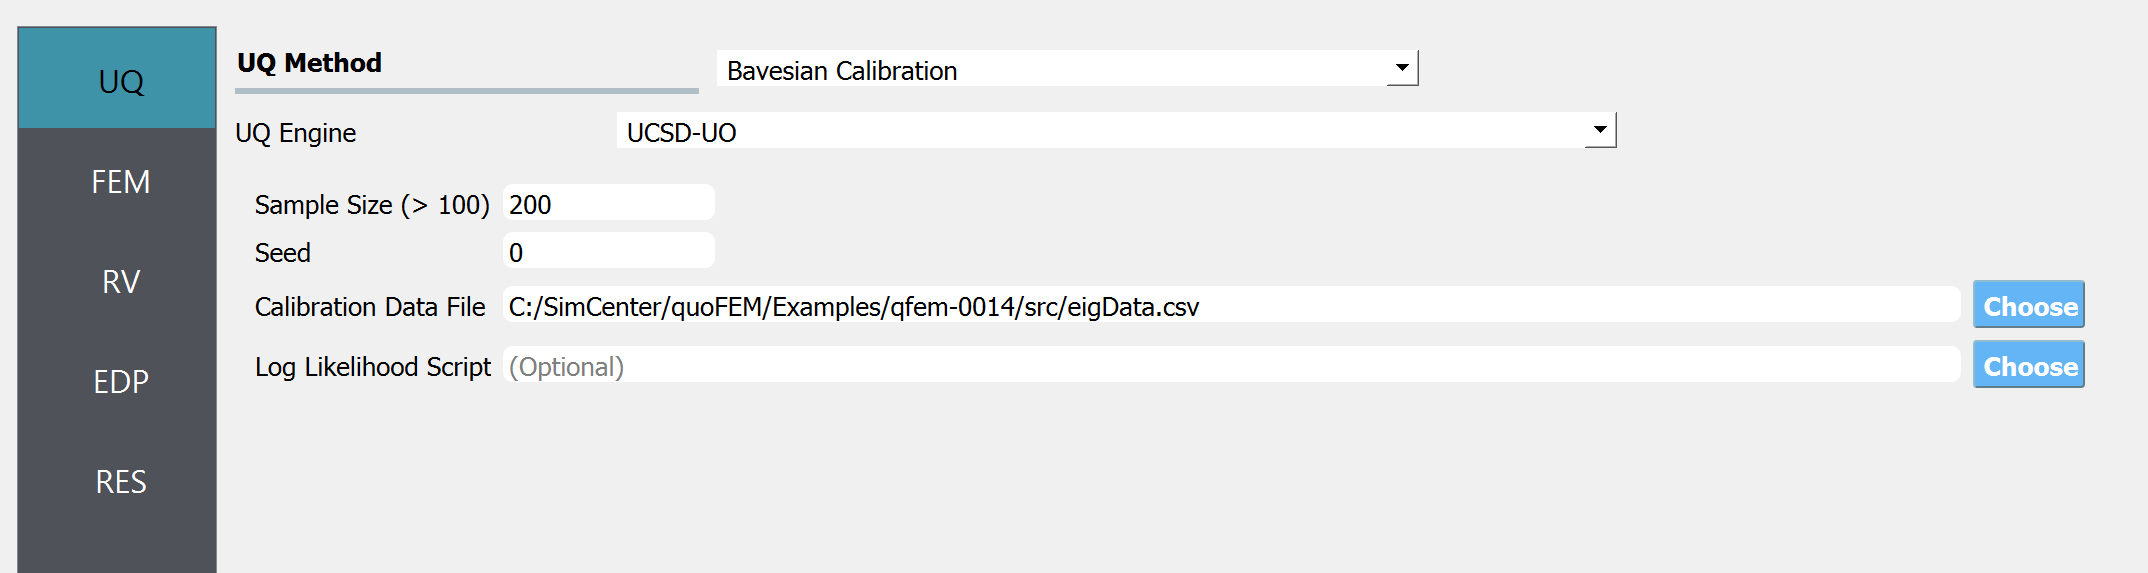 UQ
FEM
RV
EDP
RES
UQ Method
Bayesian Calibration
UQ Engine
UCSD-UQ
Sample Size (> 100)
200
Seed
0
Calibration Data File
C:/SimCenter/quoFEM/Examples/qfem-0014/src/eigData.csv
Choose
Log Likelihood Script
(Optional)
Choose